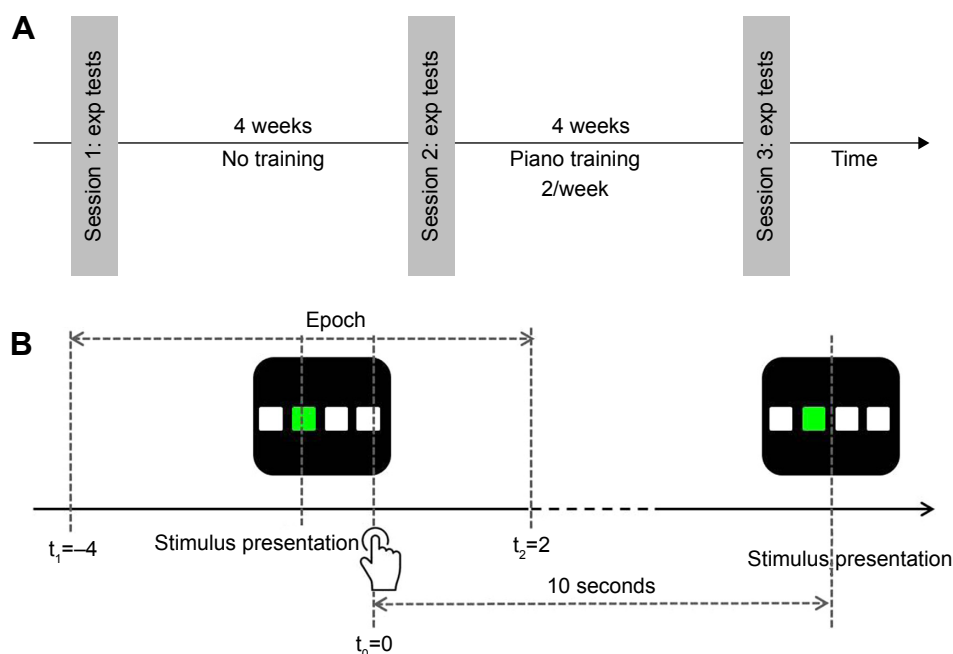 A
Session 1: exp tests
4 weeks
No training
Session 2: exp tests
4 weeks
Piano training
2/week
Session 3: exp tests
Time
B
Epoch
t₁=–4
Stimulus presentation
t₂=2
Stimulus presentation
10 seconds
t₀=0